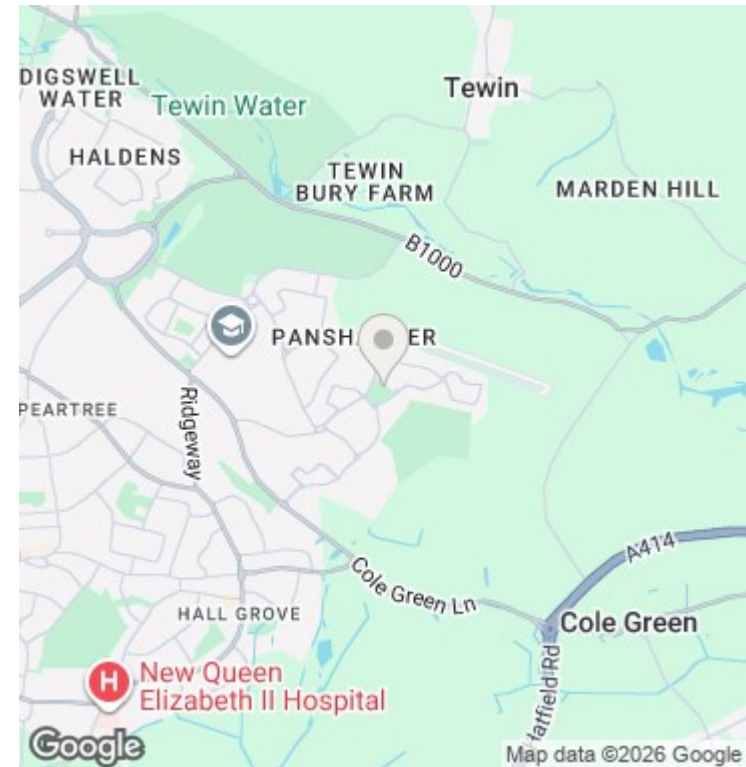 DIGSWELL
WATER
Tewin Water
Tewin
HALDENS
TEWIN
BURY FARM
MARDEN HILL
B1000
PANSH
ER
PEARTREE
Ridgeway
A414
Cole Green Ln
HALL GROVE
Cole Green
New Queen
Elizabeth II Hospital
H
Hatfield Rd
Google
Map data ©2026 Google